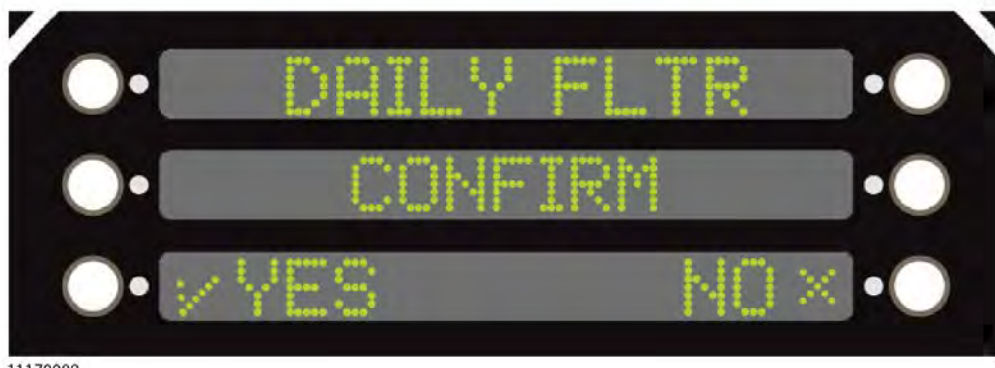 DAILY FLTR
CONFIRM
✓YES NO×